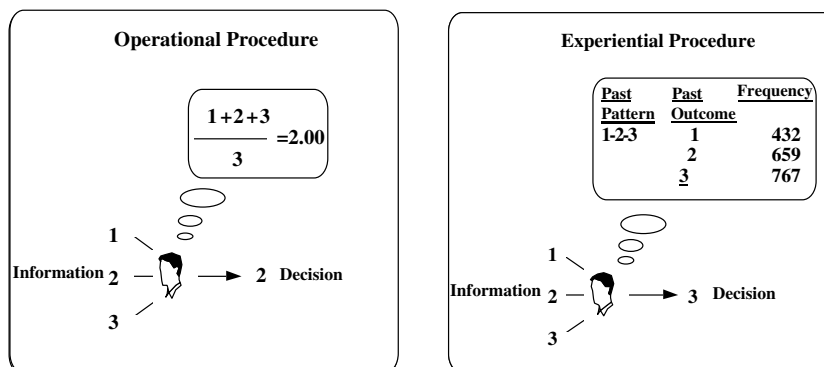 Operational Procedure
1+2+3
3
=2.00
1
Information 2
3
2 Decision
Experiential Procedure
Past Past Frequency
Pattern Outcome
1-2-3 1 432
2 659
3 767
1
Information 2
3
3 Decision